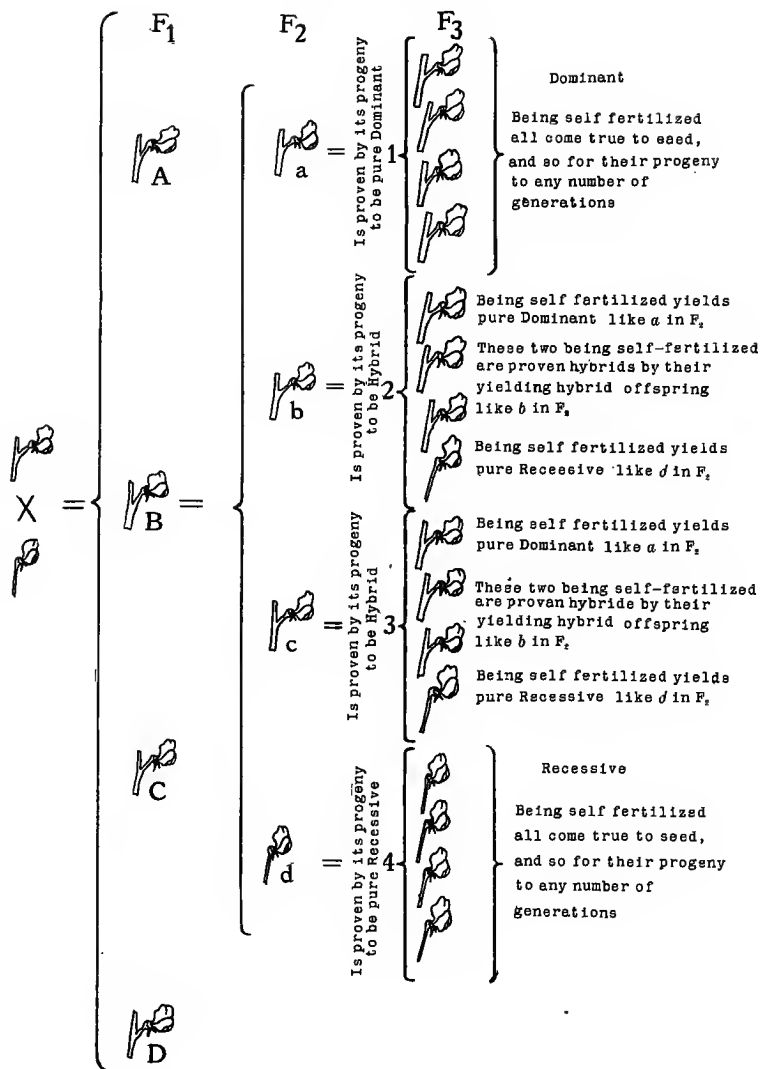 F1
F2
F3
A
X
=
B
=
C
D
a
=
Is proven by its progeny
to be pure Dominant
1
Dominant
Being self fertilized
all come true to seed,
and so for their progeny
to any number of
generations
b
=
Is proven by its progeny
to be Hybrid
2
Being self fertilized yields
pure Dominant like a in F2
These two being self-fertilized
are proven hybrids by their
yielding hybrid offspring
like b in F2
Being self fertilized yields
pure Recessive like d in F2
c
=
Is proven by its progeny
to be Hybrid
3
Being self fertilized yields
pure Dominant like a in F2
These two being self-fertilized
are proven hybrids by their
yielding hybrid offspring
like b in F2
Being self fertilized yields
pure Recessive like d in F2
d
=
Is proven by its progeny
to be pure Recessive
4
Recessive
Being self fertilized
all come true to seed,
and so for their progeny
to any number of
generations